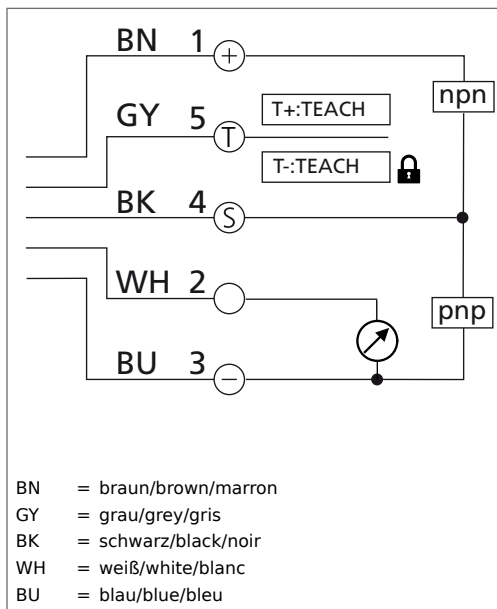 BN 1 +
npn
GY 5 T T+:TEACH
T-:TEACH
BK 4 S
WH 2
pnp
BU 3 −
BN = braun/brown/marron
GY = grau/grey/gris
BK = schwarz/black/noir
WH = weiß/white/blanc
BU = blau/blue/bleu